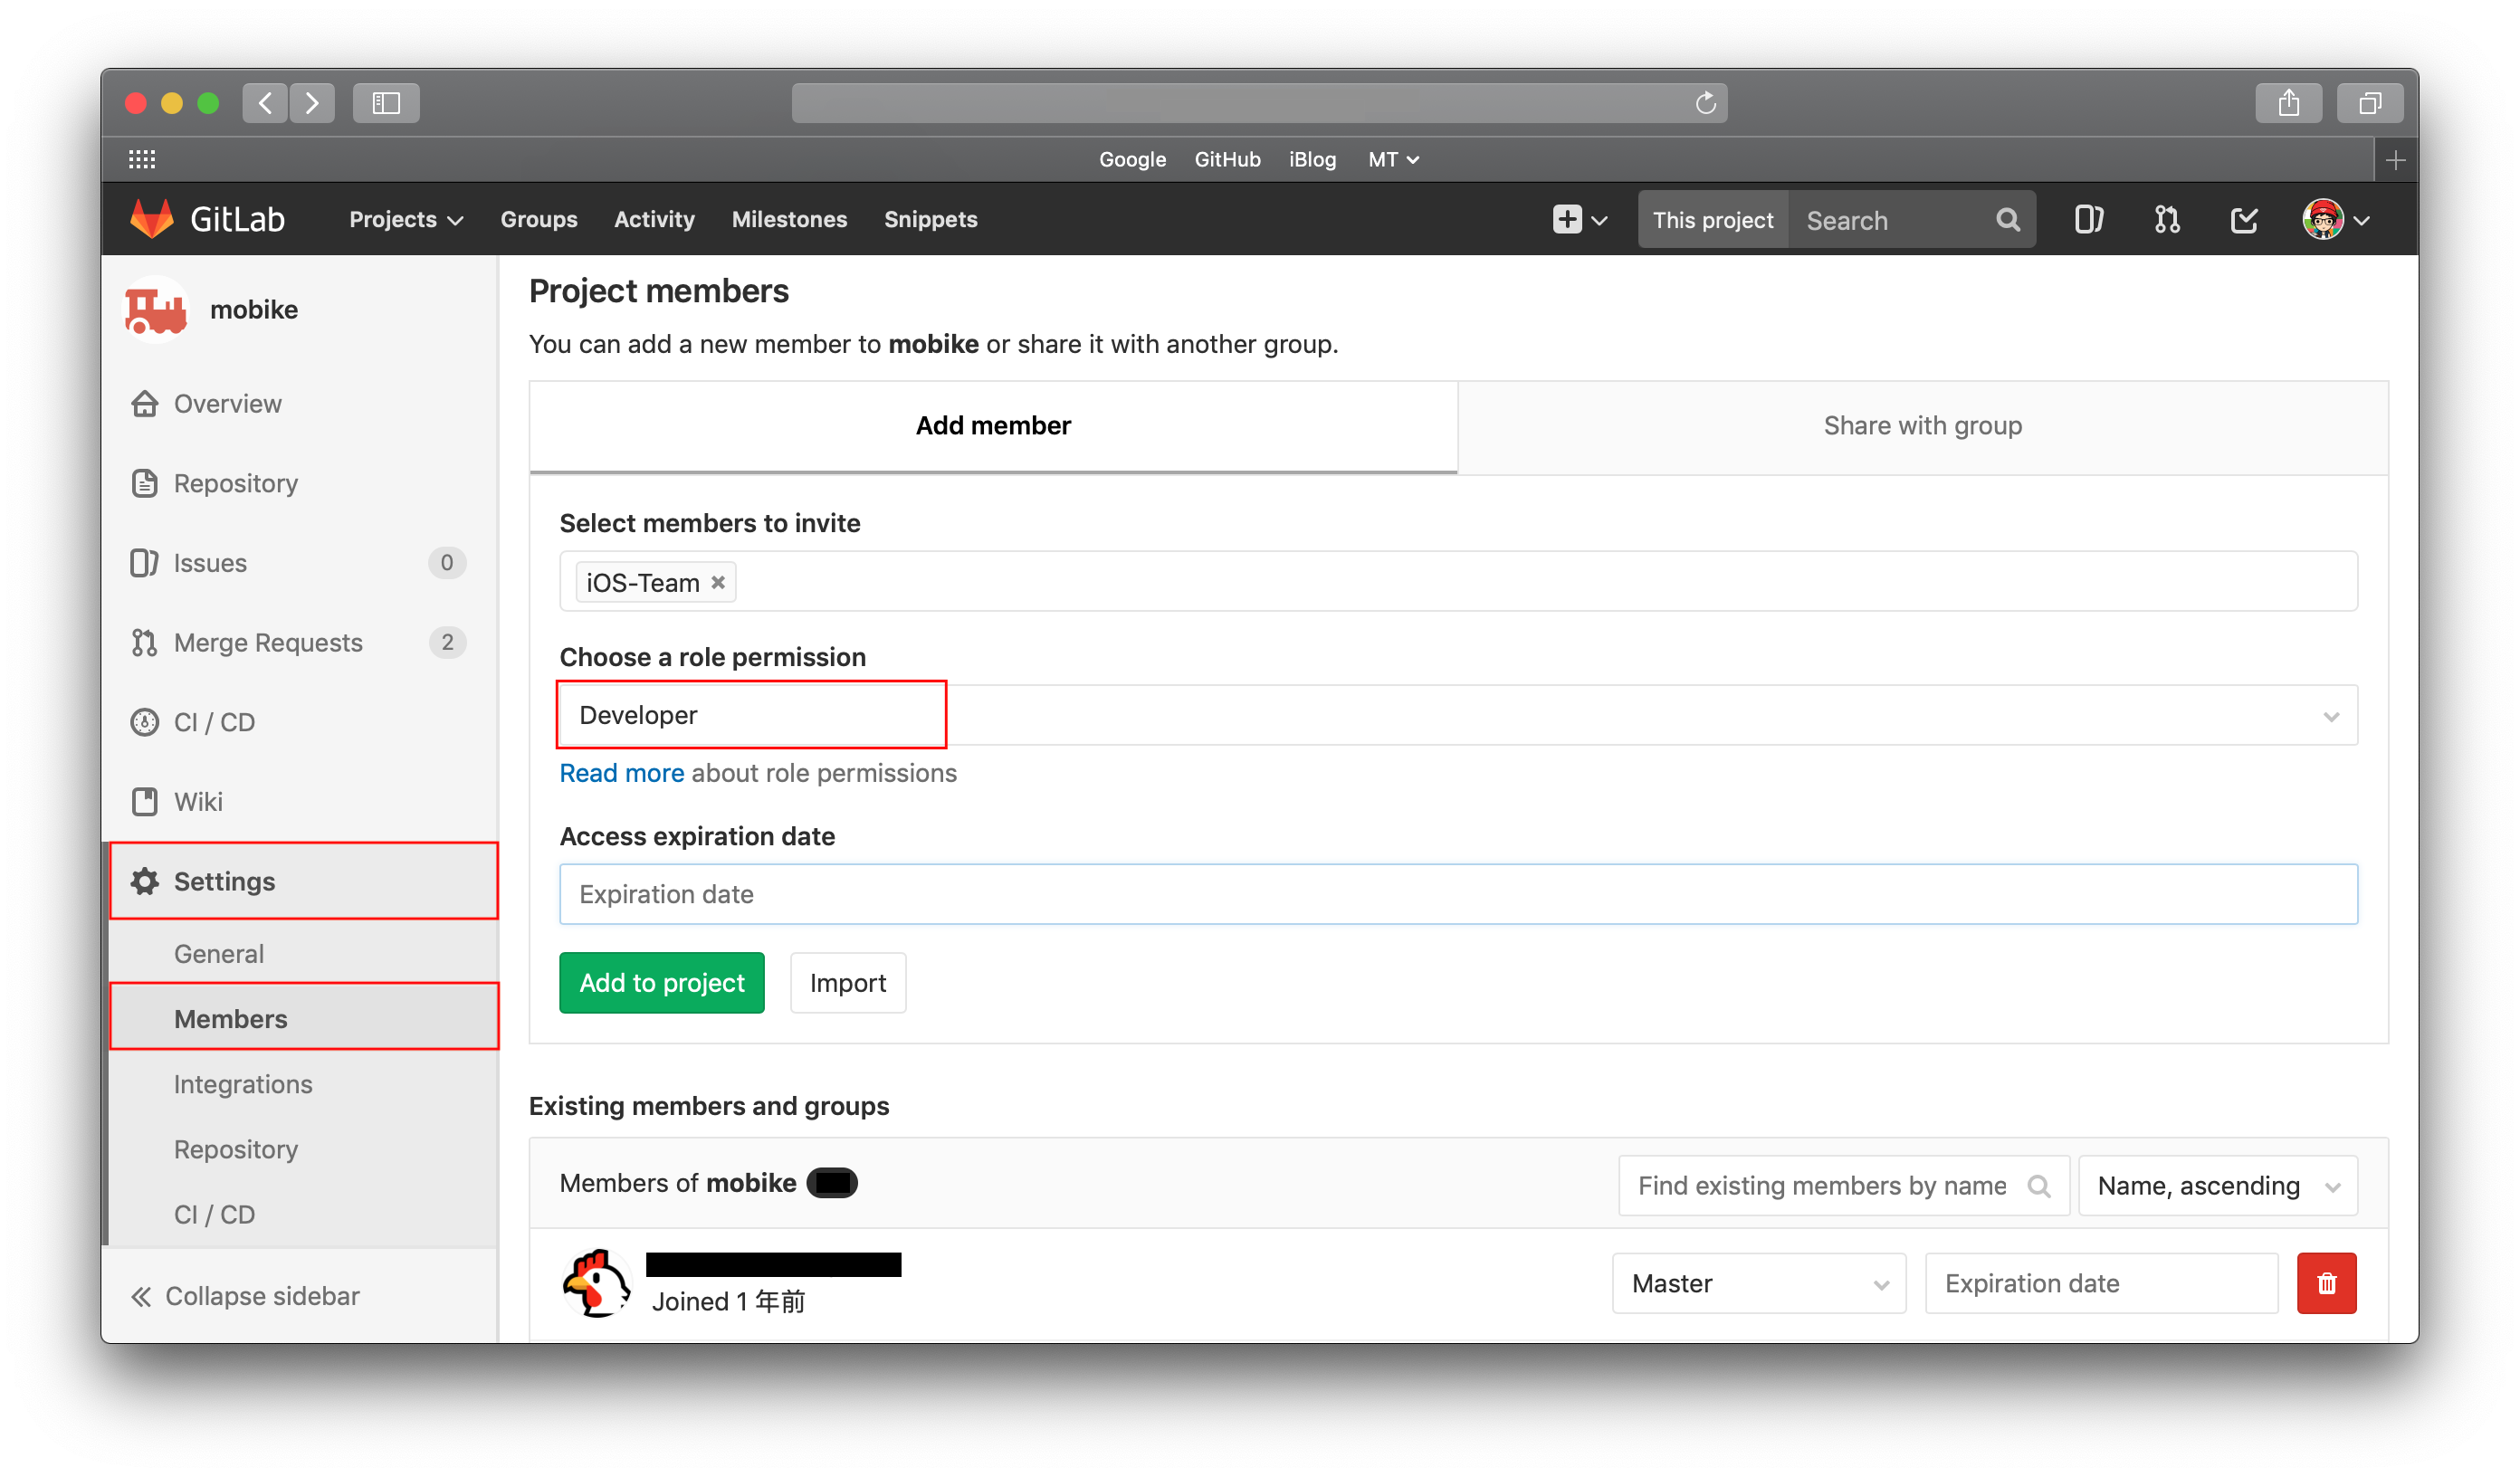 Google GitHub iBlog MT
GitLab Projects Groups Activity Milestones Snippets This project Search
mobike
Overview
Repository
Issues 0
Merge Requests 2
CI / CD
Wiki
Settings
General
Members
Integrations
Repository
CI / CD
Collapse sidebar
Project members
You can add a new member to mobike or share it with another group.
Add member Share with group
Select members to invite
iOS-Team
Choose a role permission
Developer
Read more about role permissions
Access expiration date
Expiration date
Add to project Import
Existing members and groups
Members of mobike Find existing members by name Name, ascending
Joined 1 年前 Master Expiration date